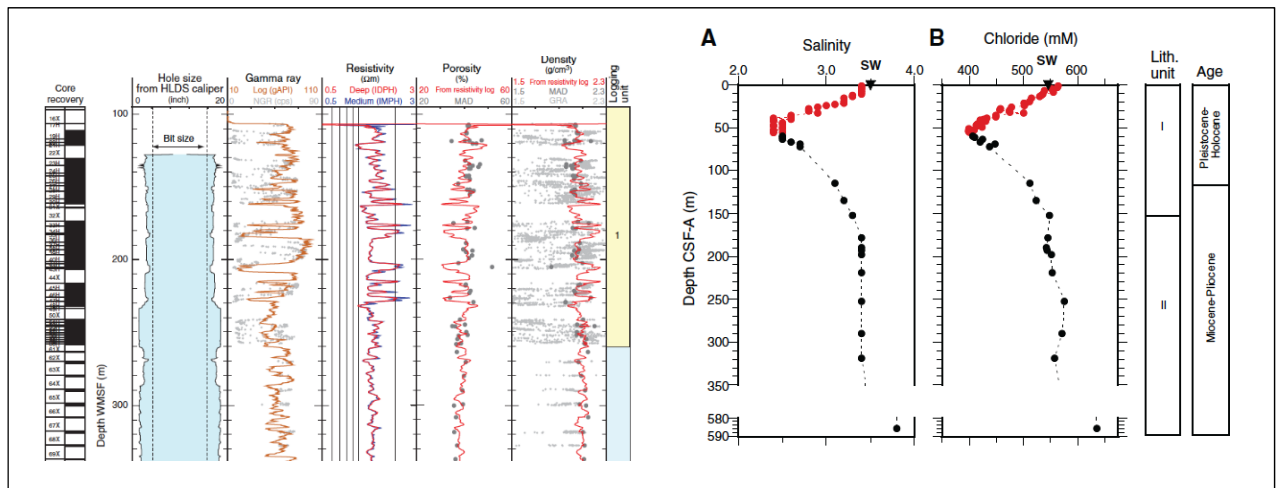 Core
recovery
Hole size
from HLDS caliper
(inch)
0 20
Bit size
Gamma ray
10 Log (gAPI) 110
0 NGR (cps) 90
Resistivity
(Ωm)
0.5 Deep (IDPH) 3
0.5 Medium (IMPH) 3
Porosity
(%)
From resistivity log
20 60
20 MAD 60
Density
(g/cm³)
From resistivity log
1.5 2.3
1.5 MAD 2.3
1.5 GRA 2.3
Logging
unit
Depth WMSF (m)
100
200
300
16X
17H
22X
32X
44X
50X
61X
62X
63X
64X
65X
66X
67X
68X
69X
1
A
Salinity
SW
2.0 3.0 4.0
Depth CSF-A (m)
0
50
100
150
200
250
300
350
580
590
B
Chloride (mM)
SW
400 500 600
Lith.
unit
I
II
Age
Pleistocene-
Holocene
Miocene-Pliocene